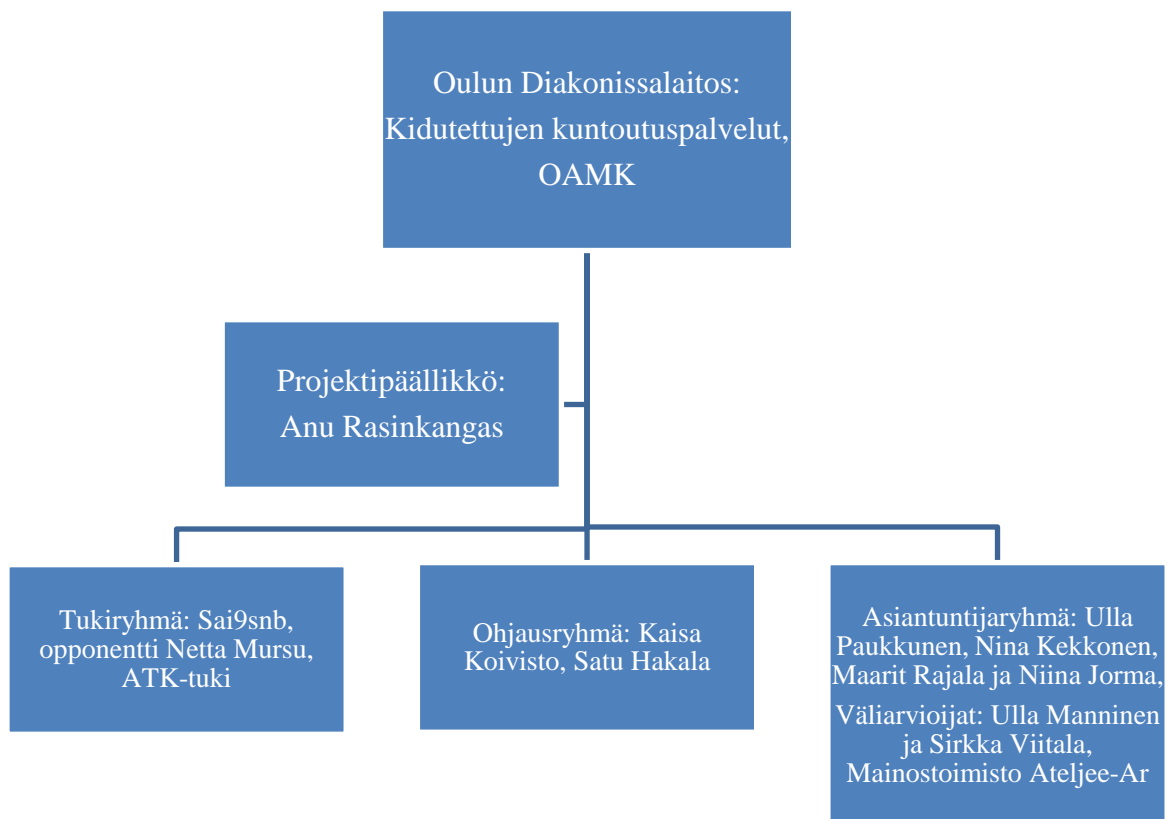 Oulun Diakonissalaitos:
Kidutettujen kuntoutuspalvelut,
OAMK
Projektipäällikkö:
Anu Rasinkangas
Tukiryhmä: Sai9snb,
opponentti Netta Mursu,
ATK-tuki
Ohjausryhmä: Kaisa
Koivisto, Satu Hakala
Asiantuntijaryhmä: Ulla
Paukkunen, Nina Kekkonen,
Maarit Rajala ja Niina Jorma,
Väliarvioijat: Ulla Manninen
ja Sirkka Viitala,
Mainostoimisto Ateljee-Ar